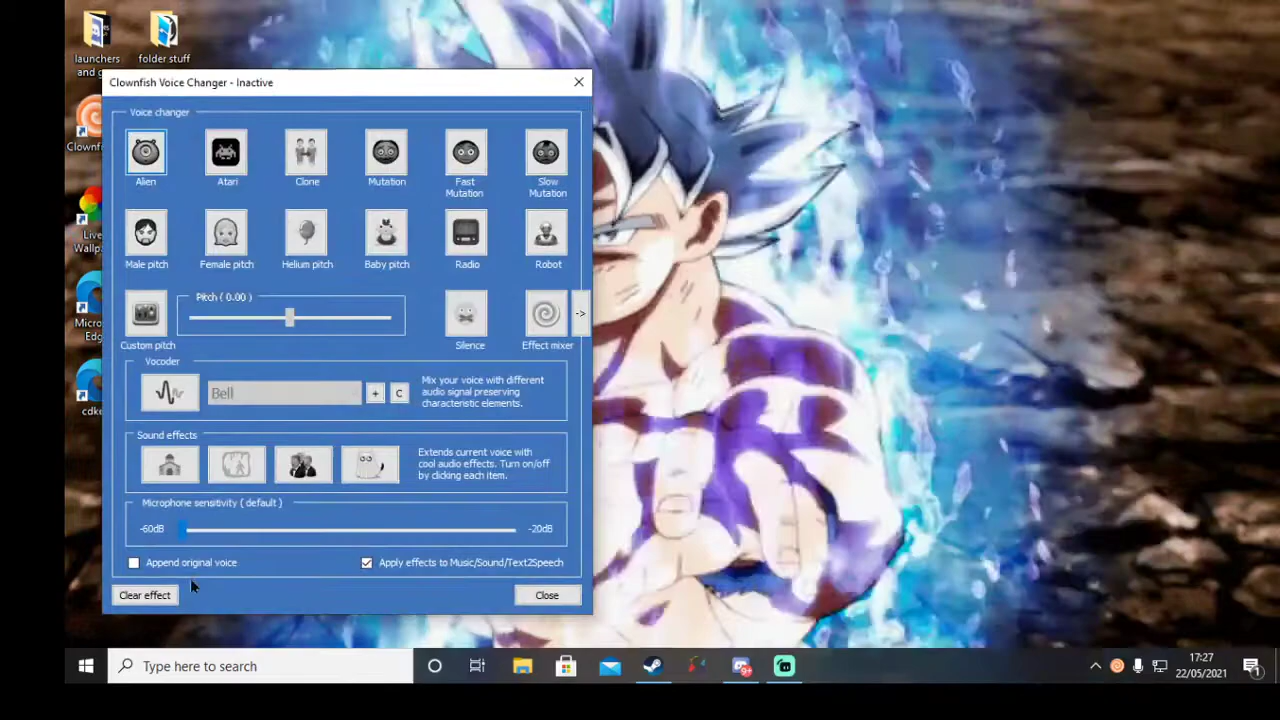 launchers
and g
folder stuff
Clownfish Voice Changer - Inactive
Voice changer
Alien
Atari
Clone
Mutation
Fast
Mutation
Slow
Mutation
Clownf
Male pitch
Female pitch
Helium pitch
Baby pitch
Radio
Robot
Live
Wallp
Pitch ( 0.00 )
->
Custom pitch
Silence
Effect mixer
Micro
Edg
Vocoder
Bell
+
C
Mix your voice with different
audio signal preserving
characteristic elements.
cdke
Sound effects
Extends current voice with
cool audio effects. Turn on/off
by clicking each item.
Microphone sensitivity ( default )
-60dB
-20dB
Append original voice
Apply effects to Music/Sound/Text2Speech
Clear effect
Close
Type here to search
9+
17:27
22/05/2021
1